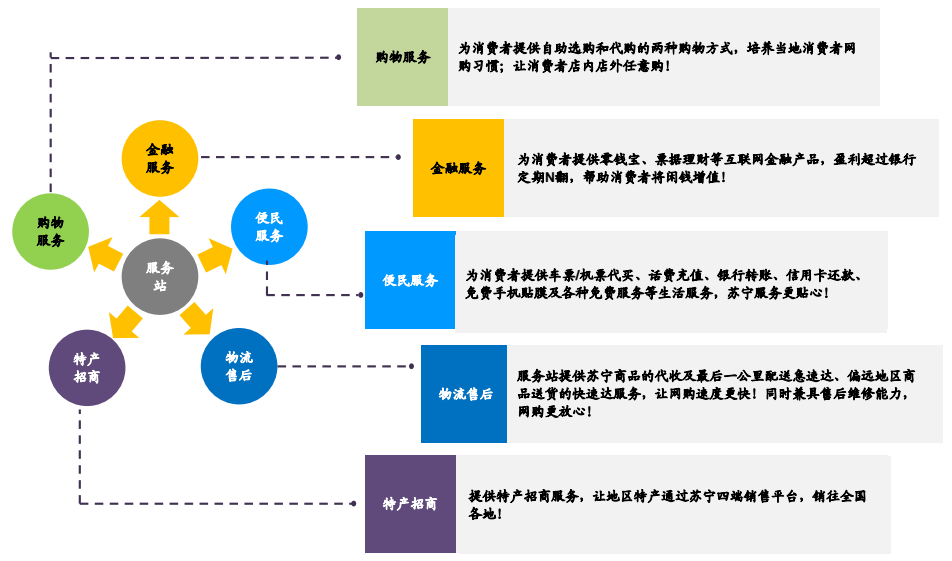 购物服务
为消费者提供自助选购和代购的两种购物方式，培养当地消费者网
购习惯；让消费者店内店外任意购！
金融
服务
金融服务
为消费者提供零钱宝、票据理财等互联网金融产品，盈利超过银行
定期N翻，帮助消费者将闲钱增值！
购物
服务
便民
服务
服务
站
便民服务
为消费者提供车票/机票代买、话费充值、银行转账、信用卡还款、
免费手机贴膜及各种免费服务等生活服务，苏宁服务更贴心！
特产
招商
物流
售后
物流售后
服务站提供苏宁商品的代收及最后一公里配送急速达、偏远地区商
品送货的快速达服务，让网购速度更快！同时兼具售后维修能力，
网购更放心！
特产招商
提供特产招商服务，让地区特产通过苏宁四端销售平台，销往全国
各地！